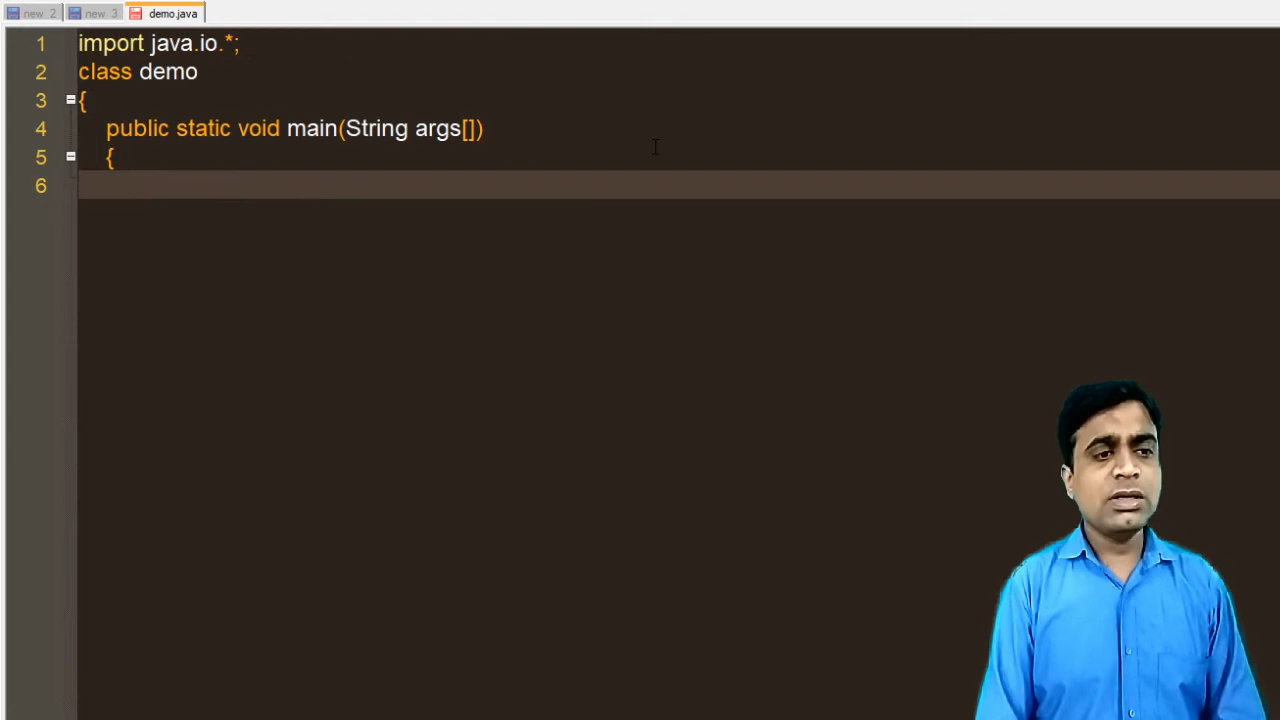 new 2 new 3 demo.java
1 import java.io.*;
2 class demo
3 {
4 public static void main(String args[])
5 {
6